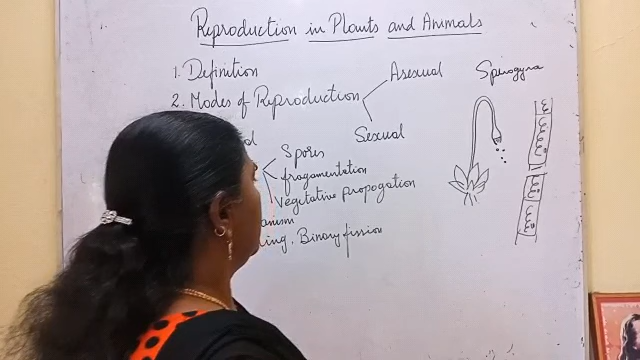 Reproduction in Plants and Animals
1. Definition
Asexual
Spirogyra
2. Modes of Reproduction
Sexual
Spores
fragamentation
Vegetative propogation
Binary fission